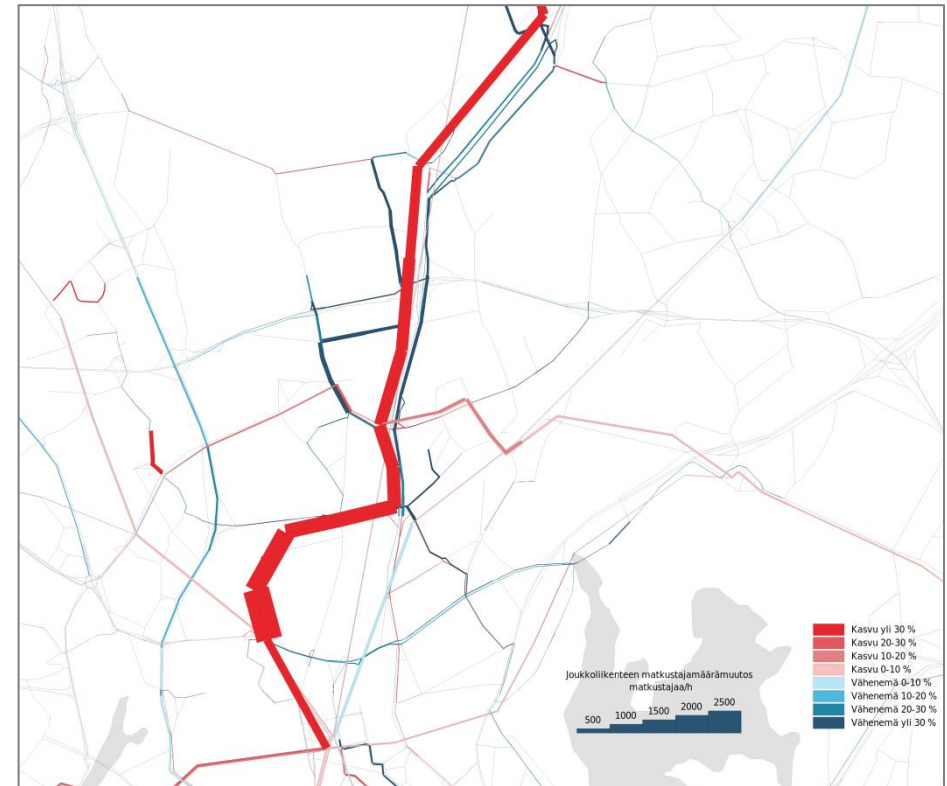 Joukkoliikenteen matkustajamäärämuutos
matkustajaa/h
500
1000
1500
2000
2500
Kasvu yli 30 %
Kasvu 20-30 %
Kasvu 10-20 %
Kasvu 0-10 %
Vähenemä 0-10 %
Vähenemä 10-20 %
Vähenemä 20-30 %
Vähenemä yli 30 %